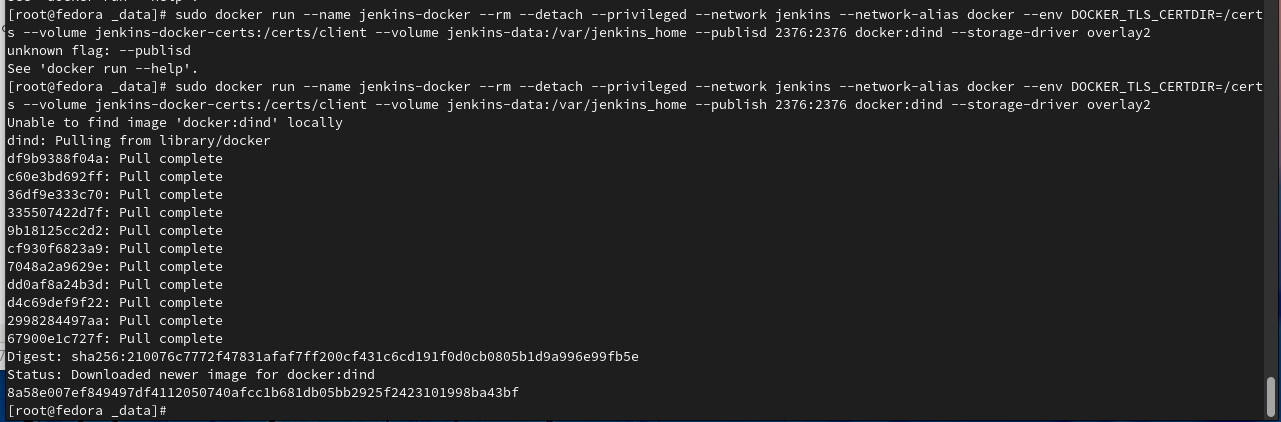 [root@fedora _data]# sudo docker run --name jenkins-docker --rm --detach --privileged --network jenkins --network-alias docker --env DOCKER_TLS_CERTDIR=/cert
s --volume jenkins-docker-certs:/certs/client --volume jenkins-data:/var/jenkins_home --publisd 2376:2376 docker:dind --storage-driver overlay2
unknown flag: --publisd
See 'docker run --help'.
[root@fedora _data]# sudo docker run --name jenkins-docker --rm --detach --privileged --network jenkins --network-alias docker --env DOCKER_TLS_CERTDIR=/cert
s --volume jenkins-docker-certs:/certs/client --volume jenkins-data:/var/jenkins_home --publish 2376:2376 docker:dind --storage-driver overlay2
Unable to find image 'docker:dind' locally
dind: Pulling from library/docker
df9b9388f04a: Pull complete
c60e3bd692ff: Pull complete
36df9e333c70: Pull complete
335507422d7f: Pull complete
9b18125cc2d2: Pull complete
cf930f6823a9: Pull complete
7048a2a9629e: Pull complete
dd0af8a24b3d: Pull complete
d4c69def9f22: Pull complete
2998284497aa: Pull complete
67900e1c727f: Pull complete
Digest: sha256:210076c7772f47831afaf7ff200cf431c6cd191f0d0cb0805b1d9a996e99fb5e
Status: Downloaded newer image for docker:dind
8a58e007ef849497df4112050740afcc1b681db05bb2925f2423101998ba43bf
[root@fedora _data]#